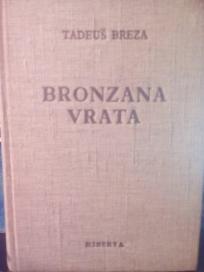 TADEUŠ BREZA
BRONZANA
VRATA
MINERVA